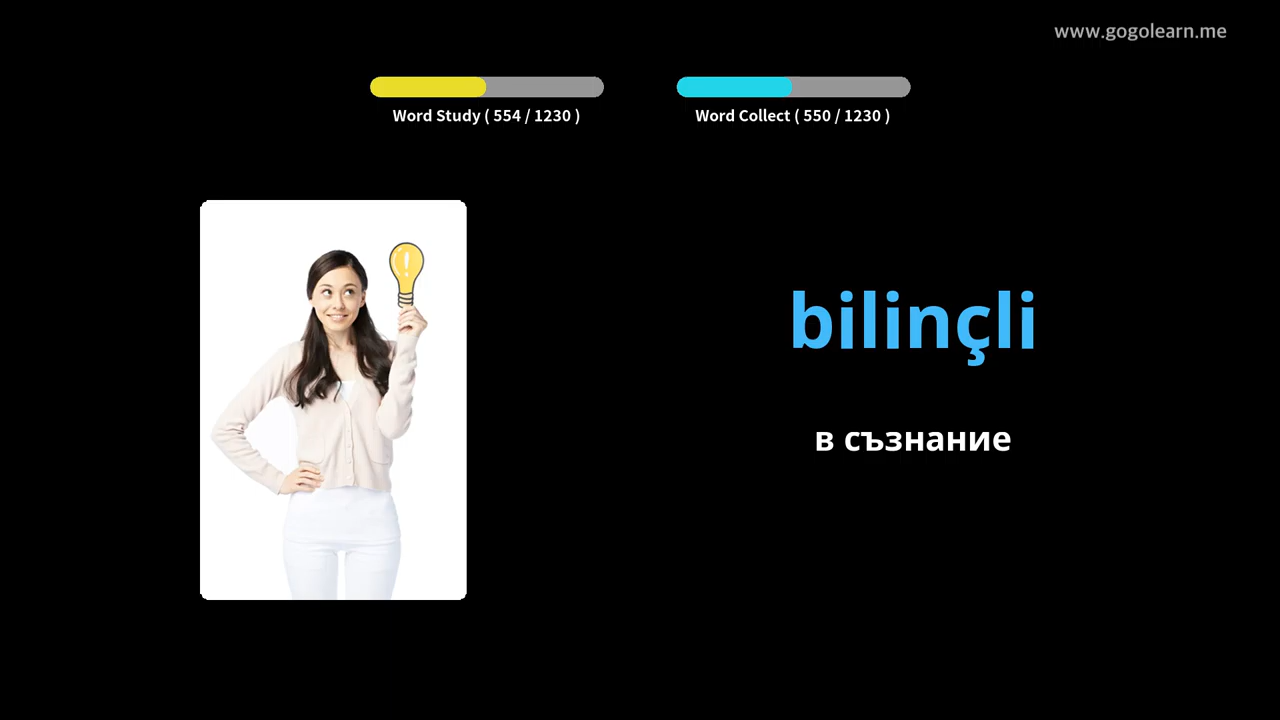 www.gogolearn.me
Word Study ( 554 / 1230 )
Word Collect ( 550 / 1230 )
bilinçli
в съзнание